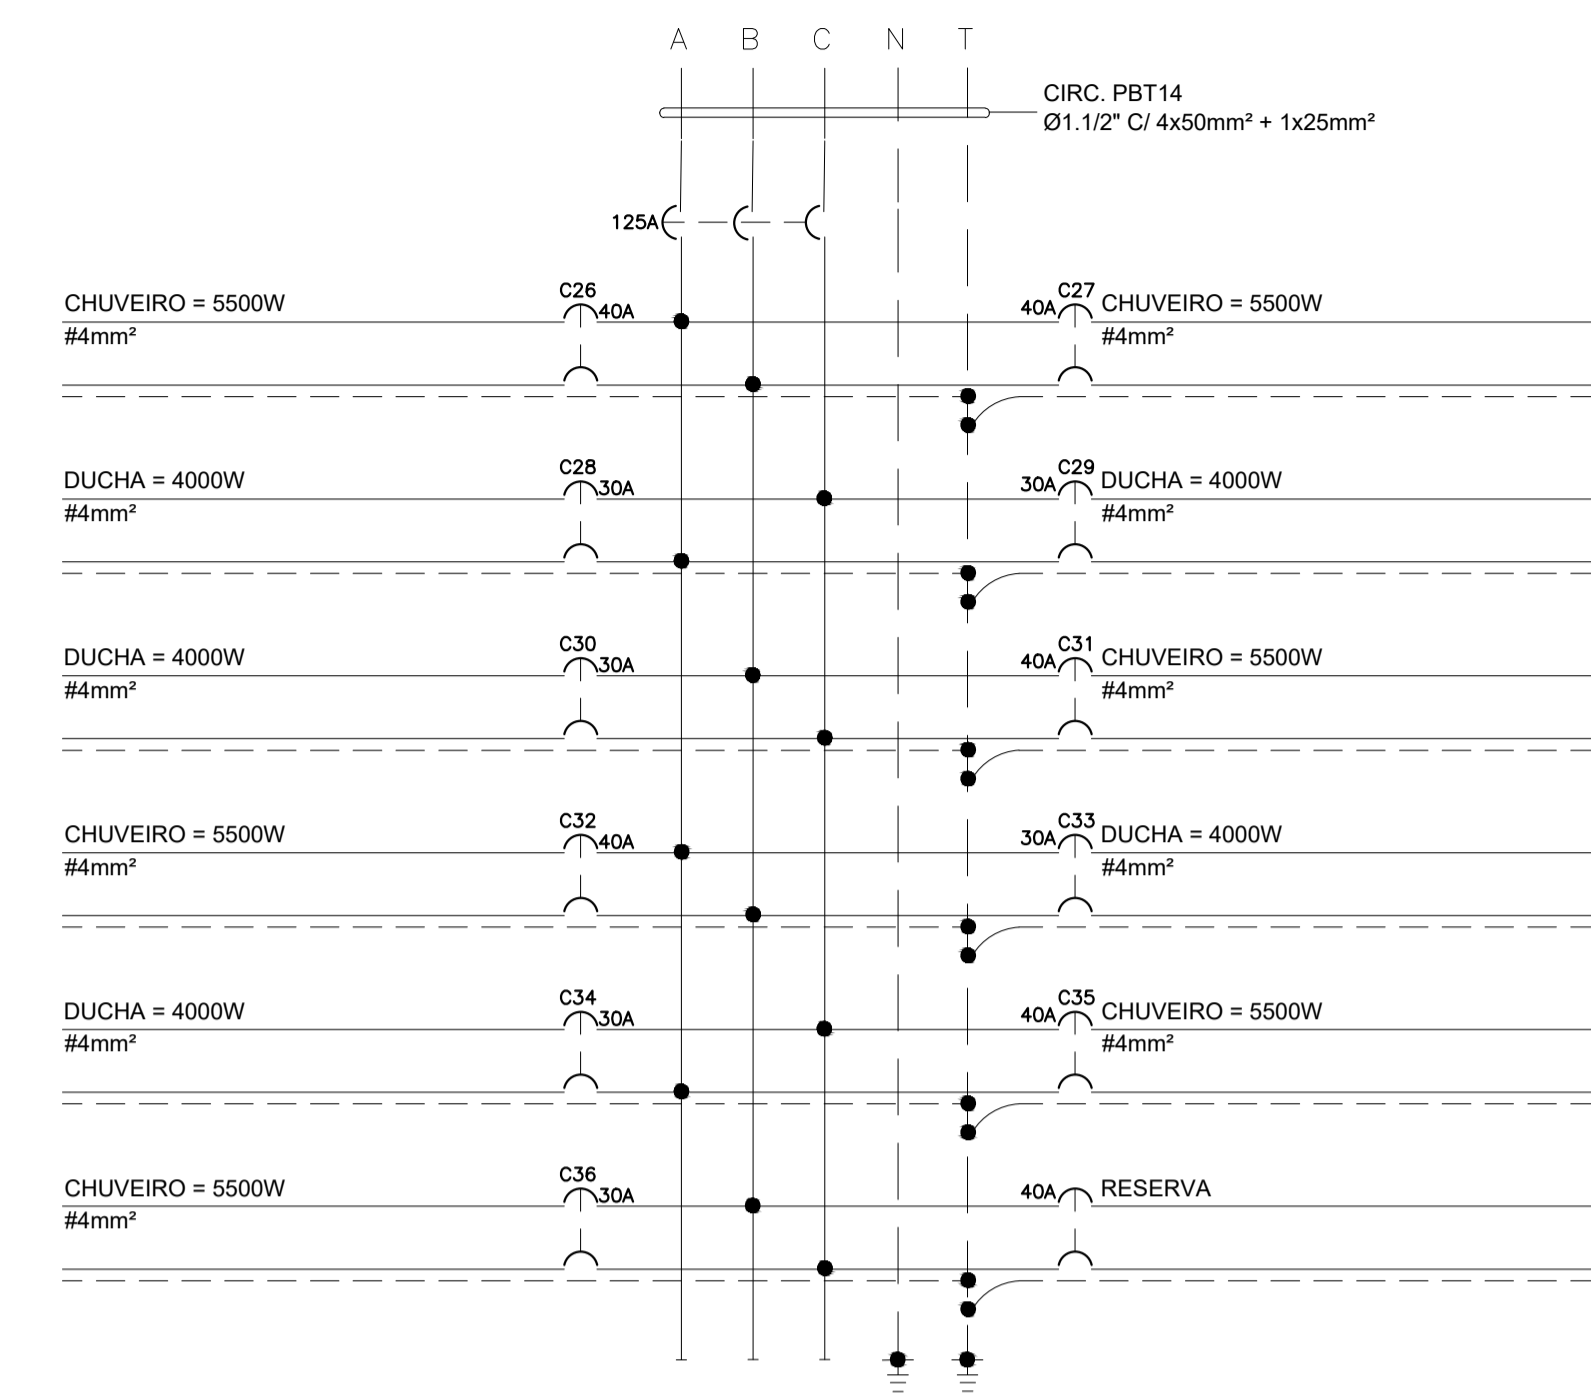 A B C N T
CIRC. PBT14
Ø1.1/2" C/ 4x50mm² + 1x25mm²
125A
CHUVEIRO = 5500W
#4mm²
C26
40A
C27
40A
CHUVEIRO = 5500W
#4mm²
DUCHA = 4000W
#4mm²
C28
30A
C29
30A
DUCHA = 4000W
#4mm²
DUCHA = 4000W
#4mm²
C30
30A
C31
40A
CHUVEIRO = 5500W
#4mm²
CHUVEIRO = 5500W
#4mm²
C32
40A
C33
30A
DUCHA = 4000W
#4mm²
DUCHA = 4000W
#4mm²
C34
30A
C35
40A
CHUVEIRO = 5500W
#4mm²
CHUVEIRO = 5500W
#4mm²
C36
30A
40A
RESERVA